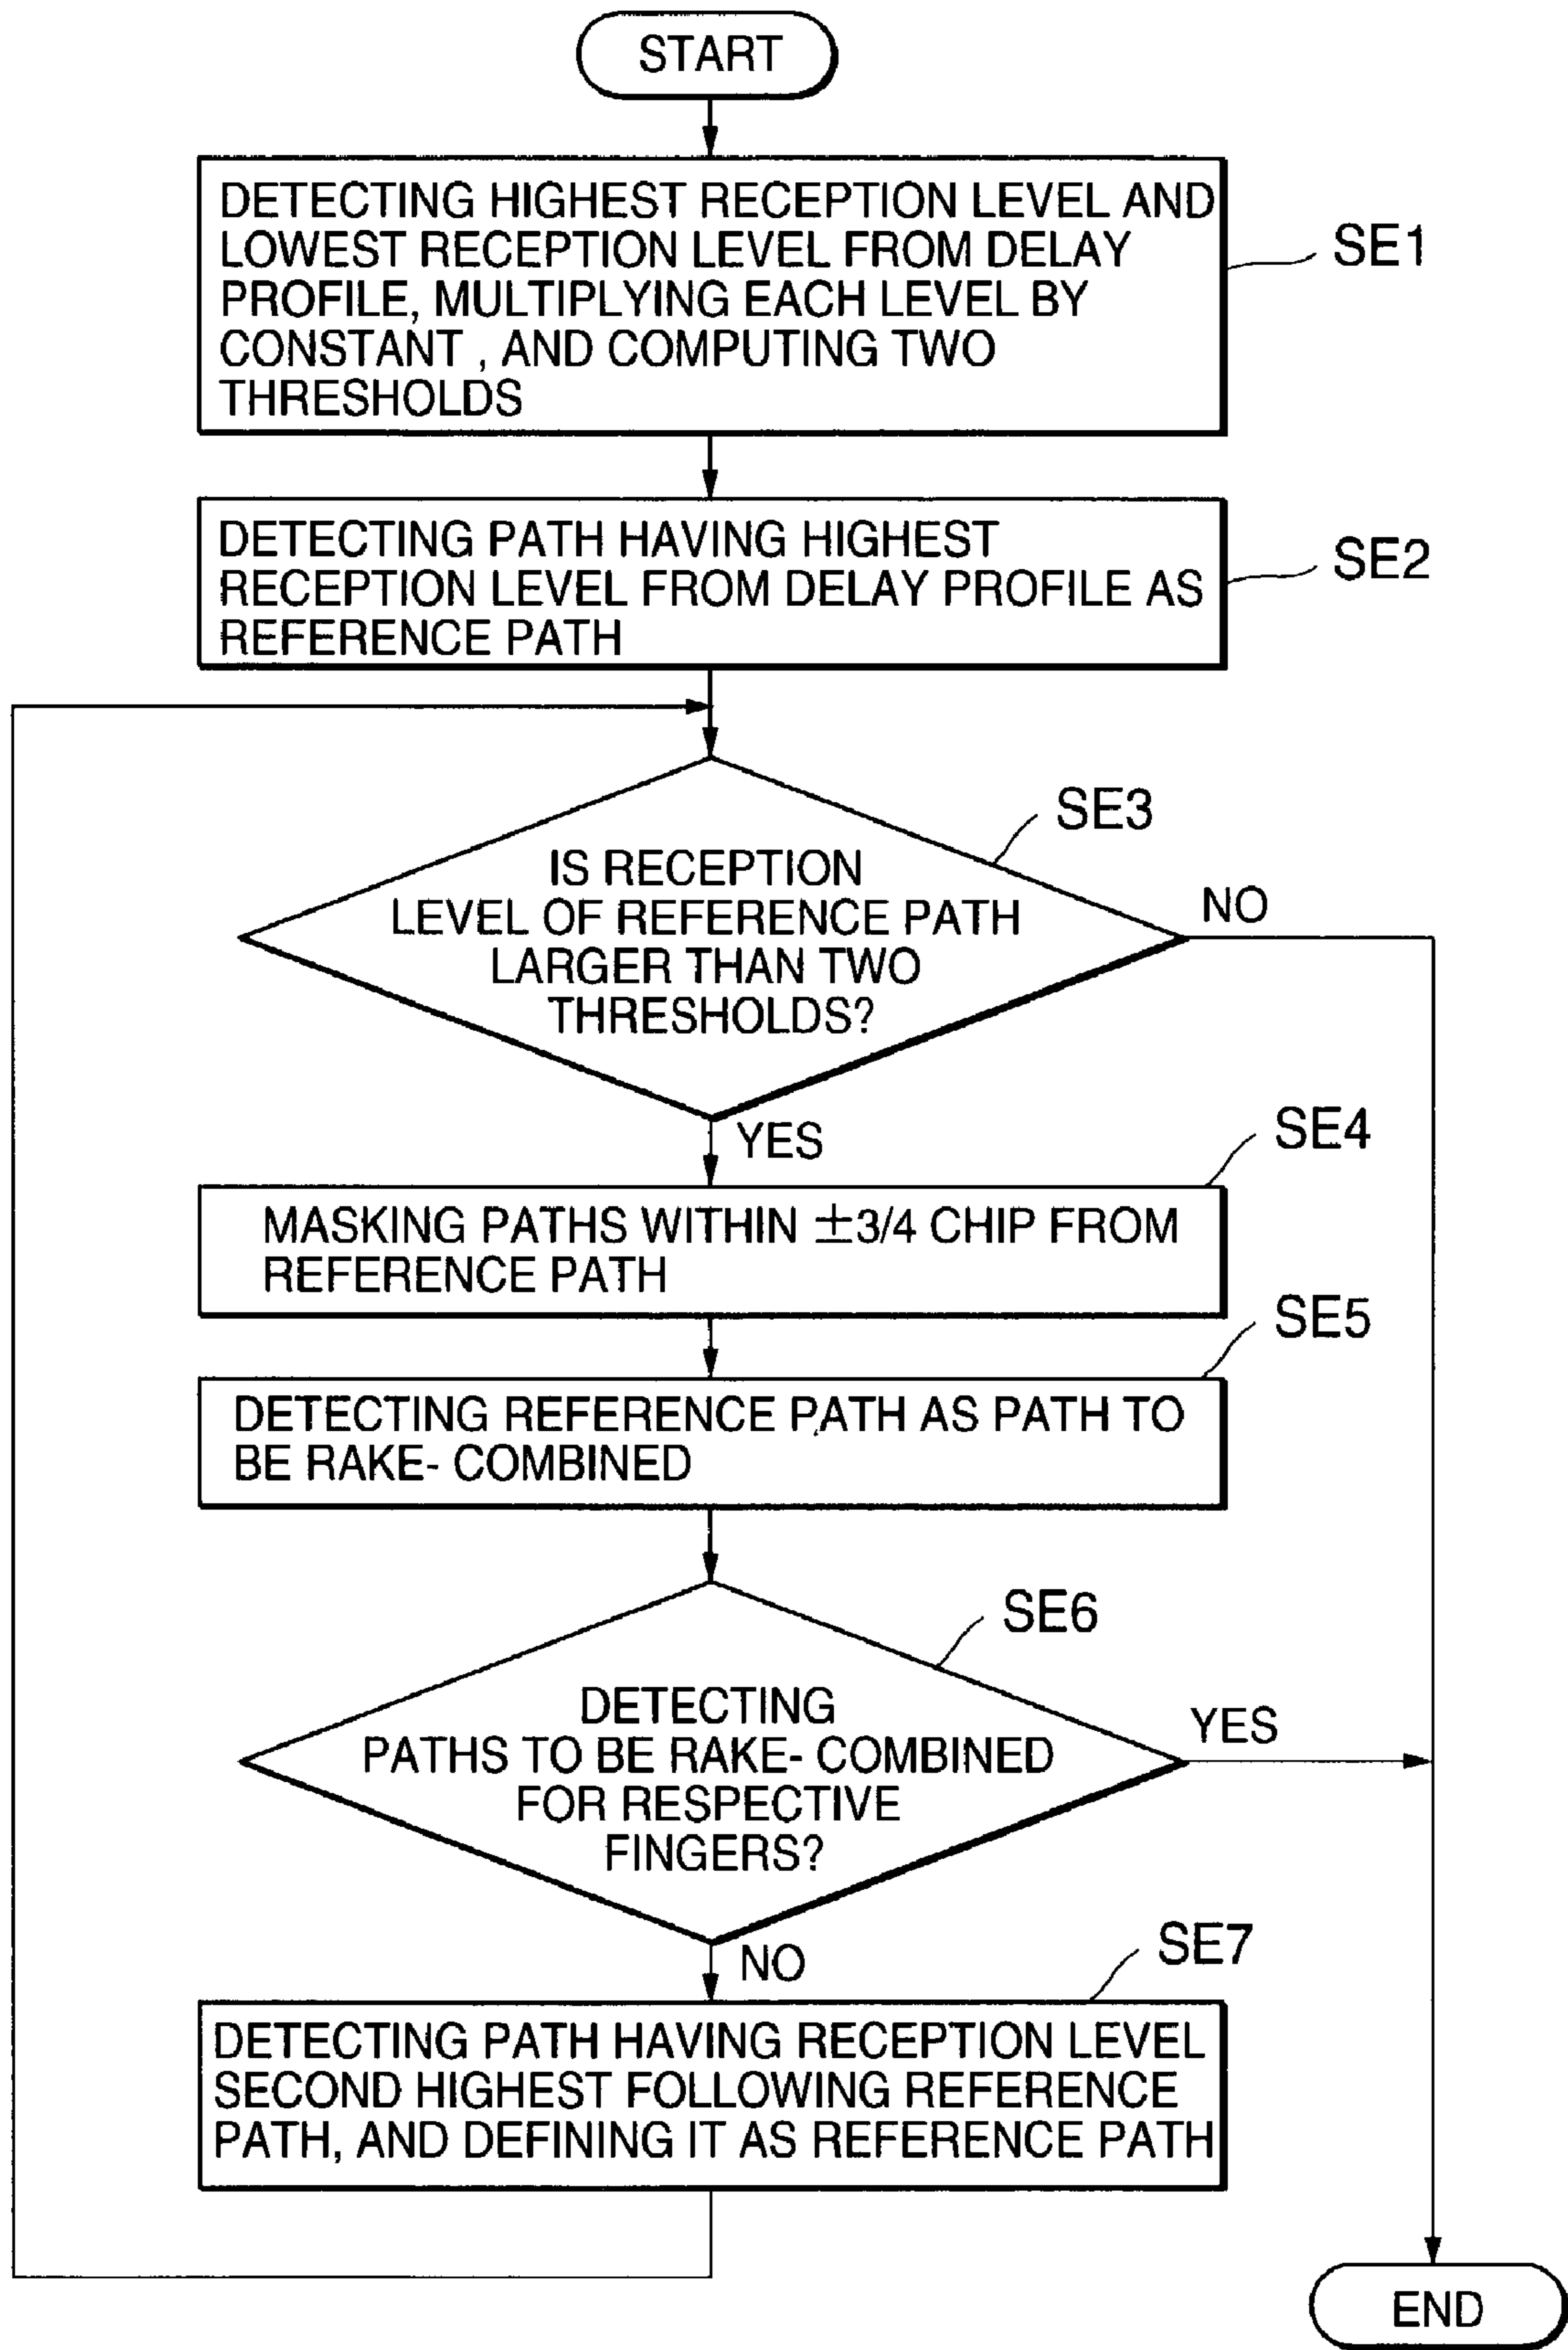 START
DETECTING HIGHEST RECEPTION LEVEL AND
LOWEST RECEPTION LEVEL FROM DELAY
PROFILE, MULTIPLYING EACH LEVEL BY
CONSTANT , AND COMPUTING TWO
THRESHOLDS
SE1
DETECTING PATH HAVING HIGHEST
RECEPTION LEVEL FROM DELAY PROFILE AS
REFERENCE PATH
SE2
SE3
IS RECEPTION
LEVEL OF REFERENCE PATH
LARGER THAN TWO
THRESHOLDS?
NO
YES
SE4
MASKING PATHS WITHIN ±3/4 CHIP FROM
REFERENCE PATH
SE5
DETECTING REFERENCE PATH AS PATH TO
BE RAKE- COMBINED
SE6
DETECTING
PATHS TO BE RAKE- COMBINED
FOR RESPECTIVE
FINGERS?
YES
NO
SE7
DETECTING PATH HAVING RECEPTION LEVEL
SECOND HIGHEST FOLLOWING REFERENCE
PATH, AND DEFINING IT AS REFERENCE PATH
END